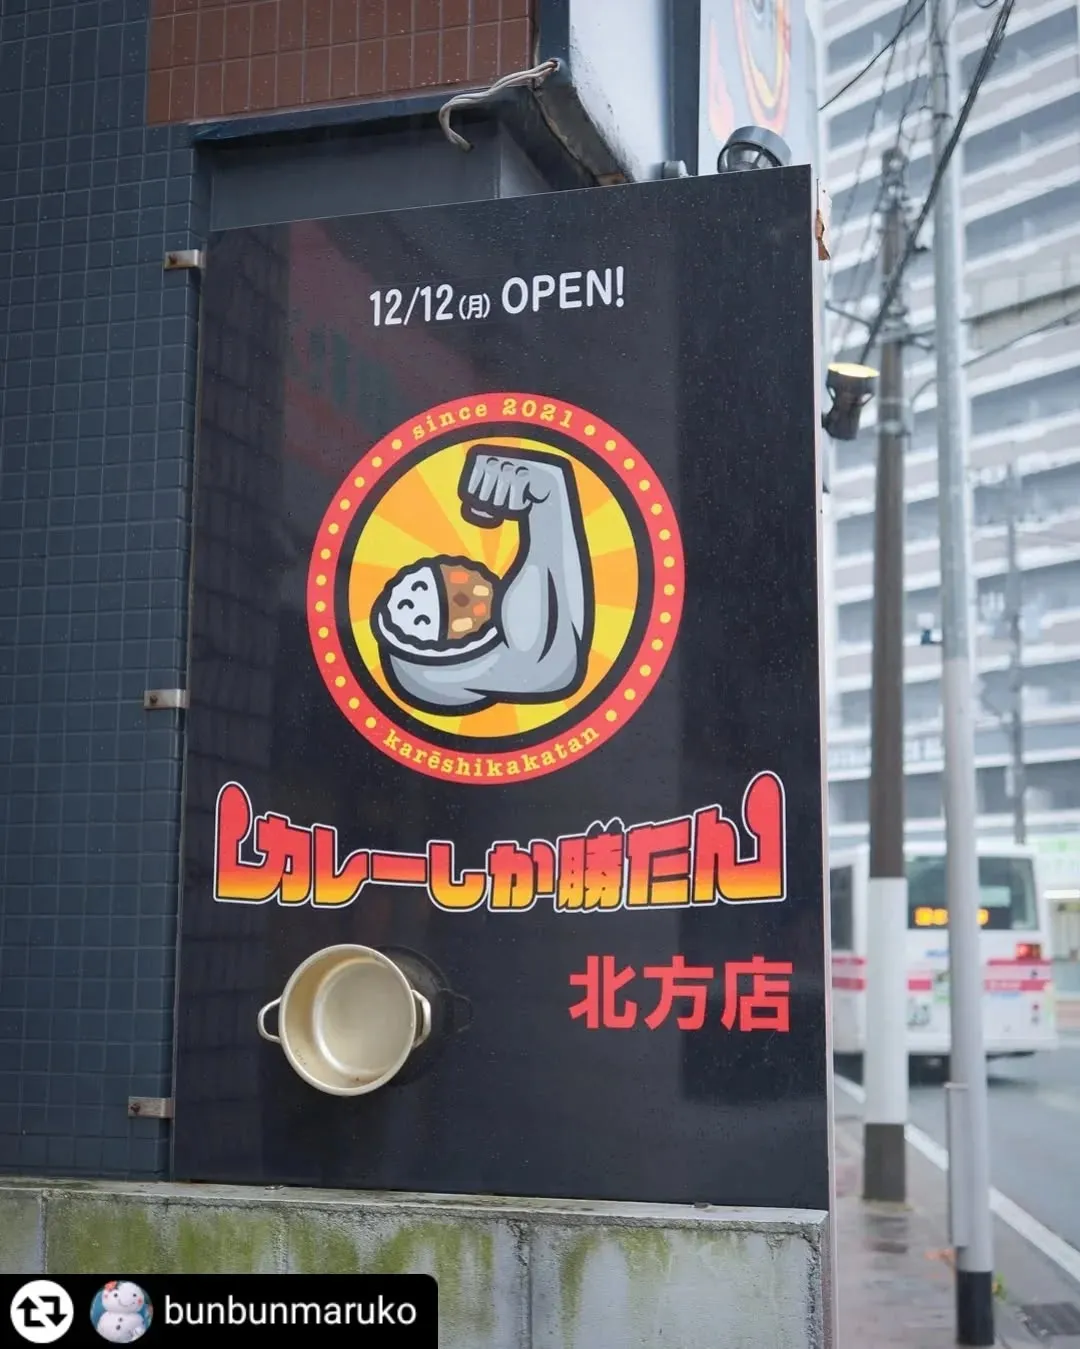 12/12(月) OPEN!
since 2021
karēshikakatan
カレーしか勝たん
北方店
bunbunmaruko